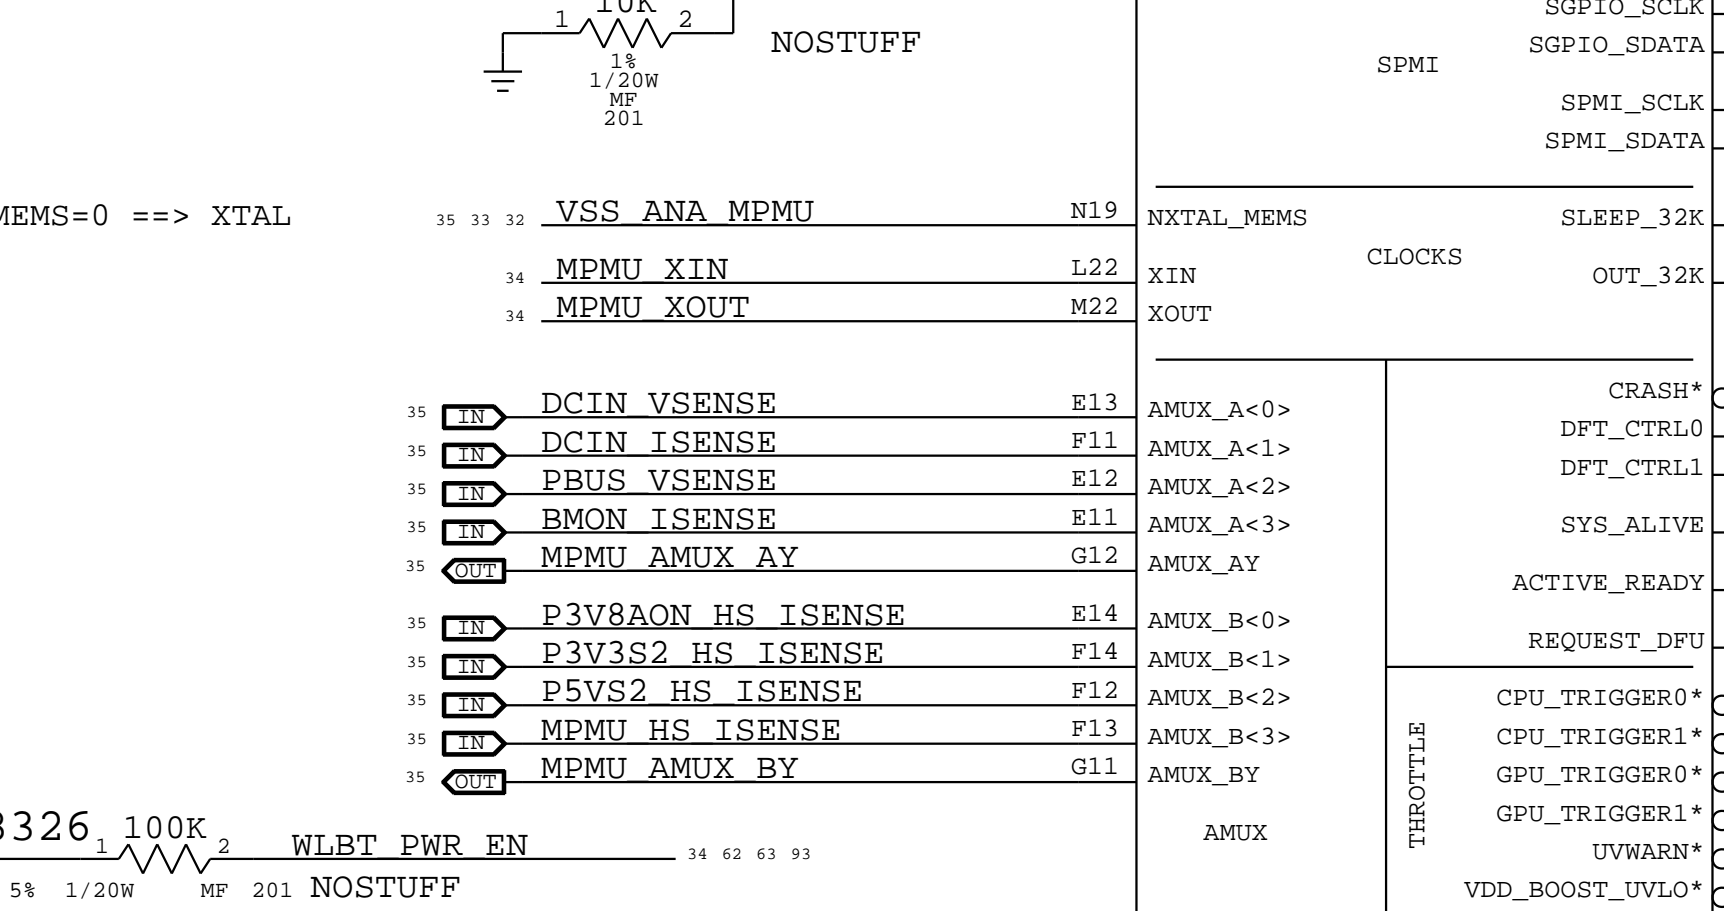 10K
SGPIO_SCLK
1 2
NOSTUFF
SGPIO_SDATA
1%
SPMI
1/20W
MF
201
SPMI_SCLK
SPMI_SDATA
MEMS=0 ==> XTAL
35 33 32 VSS_ANA_MPMU N19 NXTAL_MEMS SLEEP_32K
CLOCKS
34 MPMU_XIN L22 XIN OUT_32K
34 MPMU_XOUT M22 XOUT
35 IN DCIN_VSENSE E13 AMUX_A<0> CRASH*
DFT_CTRL0
35 IN DCIN_ISENSE F11 AMUX_A<1>
DFT_CTRL1
35 IN PBUS_VSENSE E12 AMUX_A<2>
35 IN BMON_ISENSE E11 AMUX_A<3> SYS_ALIVE
35 OUT MPMU_AMUX_AY G12 AMUX_AY
ACTIVE_READY
35 IN P3V8AON_HS_ISENSE E14 AMUX_B<0>
REQUEST_DFU
35 IN P3V3S2_HS_ISENSE F14 AMUX_B<1>
35 IN P5VS2_HS_ISENSE F12 AMUX_B<2> CPU_TRIGGER0*
35 IN MPMU_HS_ISENSE F13 AMUX_B<3> CPU_TRIGGER1*
35 OUT MPMU_AMUX_BY G11 AMUX_BY GPU_TRIGGER0*
THROTTLE
GPU_TRIGGER1*
3326 1 100K 2 WLBT_PWR_EN 34 62 63 93
AMUX
UVWARN*
5% 1/20W MF 201 NOSTUFF
VDD_BOOST_UVLO*